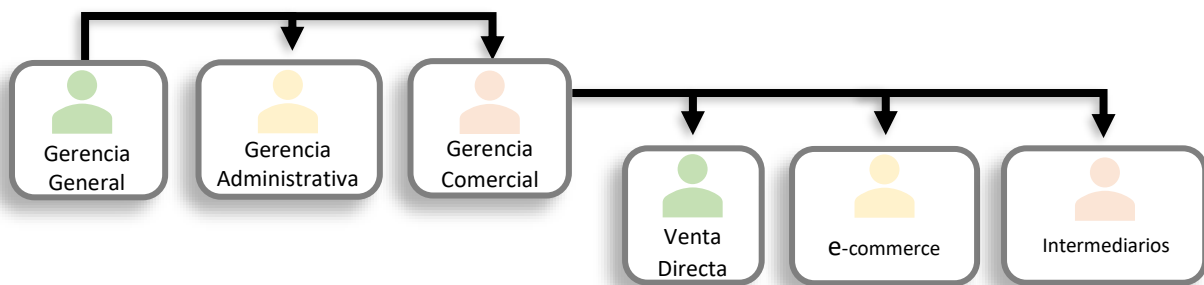 Gerencia
General
Gerencia
Administrativa
Gerencia
Comercial
Venta
Directa
e-commerce
Intermediarios